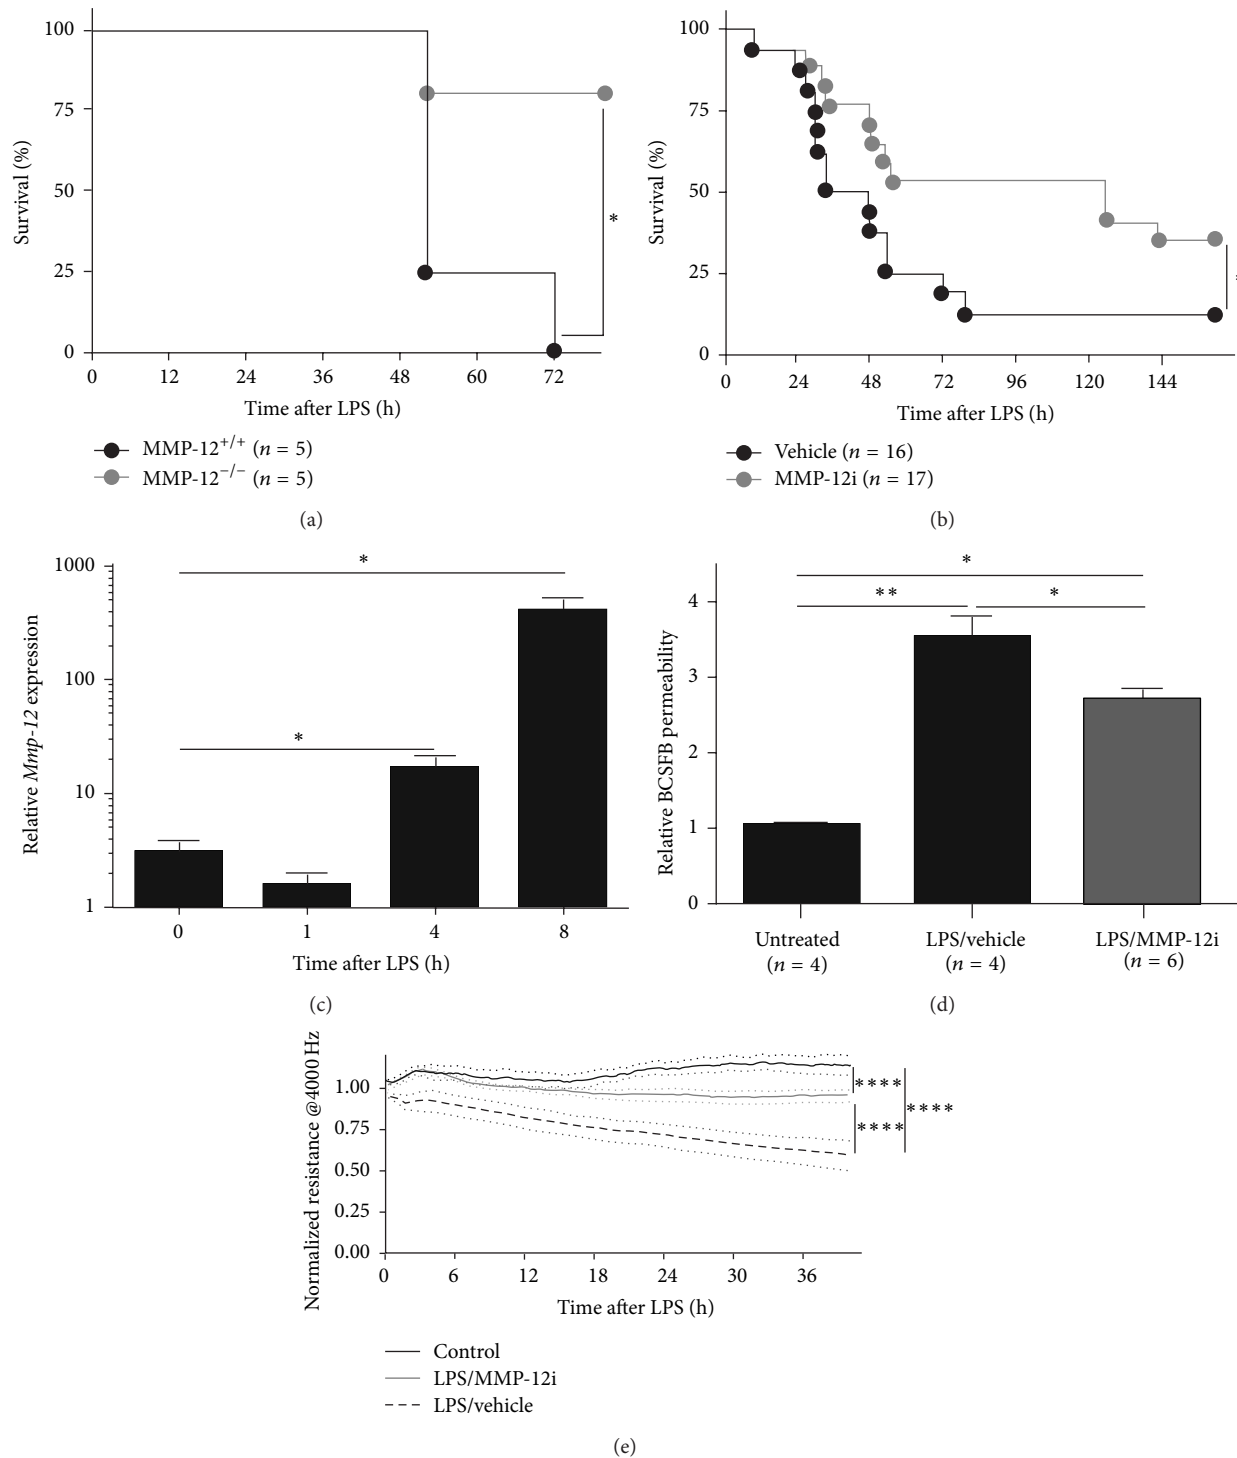 100
75
50
25
0
Survival (%)
*
0 12 24 36 48 60 72
Time after LPS (h)
MMP-12+/+ (n = 5)
MMP-12−/− (n = 5)
(a)
100
75
50
25
0
Survival (%)
*
0 24 48 72 96 120 144
Time after LPS (h)
Vehicle (n = 16)
MMP-12i (n = 17)
(b)
1000
100
10
1
Relative Mmp-12 expression
*
*
0 1 4 8
Time after LPS (h)
(c)
4
3
2
1
0
Relative BCSFB permeability
*
** *
Untreated LPS/vehicle LPS/MMP-12i
(n = 4) (n = 4) (n = 6)
(d)
1.00
0.75
0.50
0.25
0.00
Normalized resistance @4000 Hz
****
****
****
0 6 12 18 24 30 36
Time after LPS (h)
Control
LPS/MMP-12i
LPS/vehicle
(e)